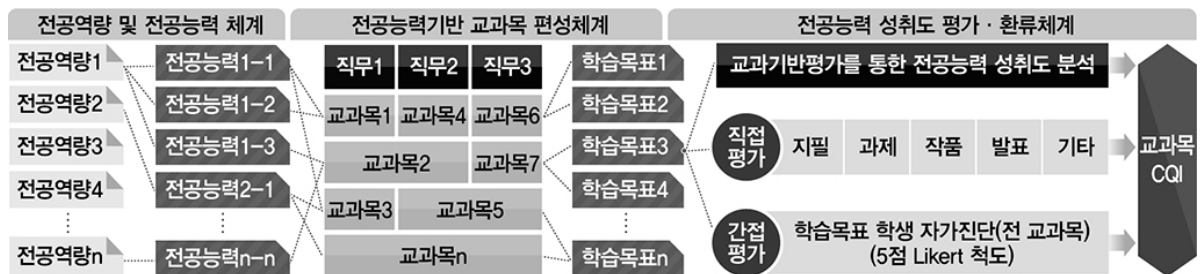 전공역량 및 전공능력 체계
전공능력기반 교과목 편성체계
전공능력 성취도 평가·환류체계
전공역량1
전공역량2
전공역량3
전공역량4
전공역량n
전공능력1-1
전공능력1-2
전공능력1-3
전공능력2-1
전공능력n-n
직무1 직무2 직무3
교과목1 교과목4 교과목6
교과목2 교과목7
교과목3 교과목5
교과목n
학습목표1
학습목표2
학습목표3
학습목표4
학습목표n
교과기반평가를 통한 전공능력 성취도 분석
직접
평가
지필 과제 작품 발표 기타
간접
평가
학습목표 학생 자가진단(전 교과목)
(5점 Likert 척도)
교과목
CQI